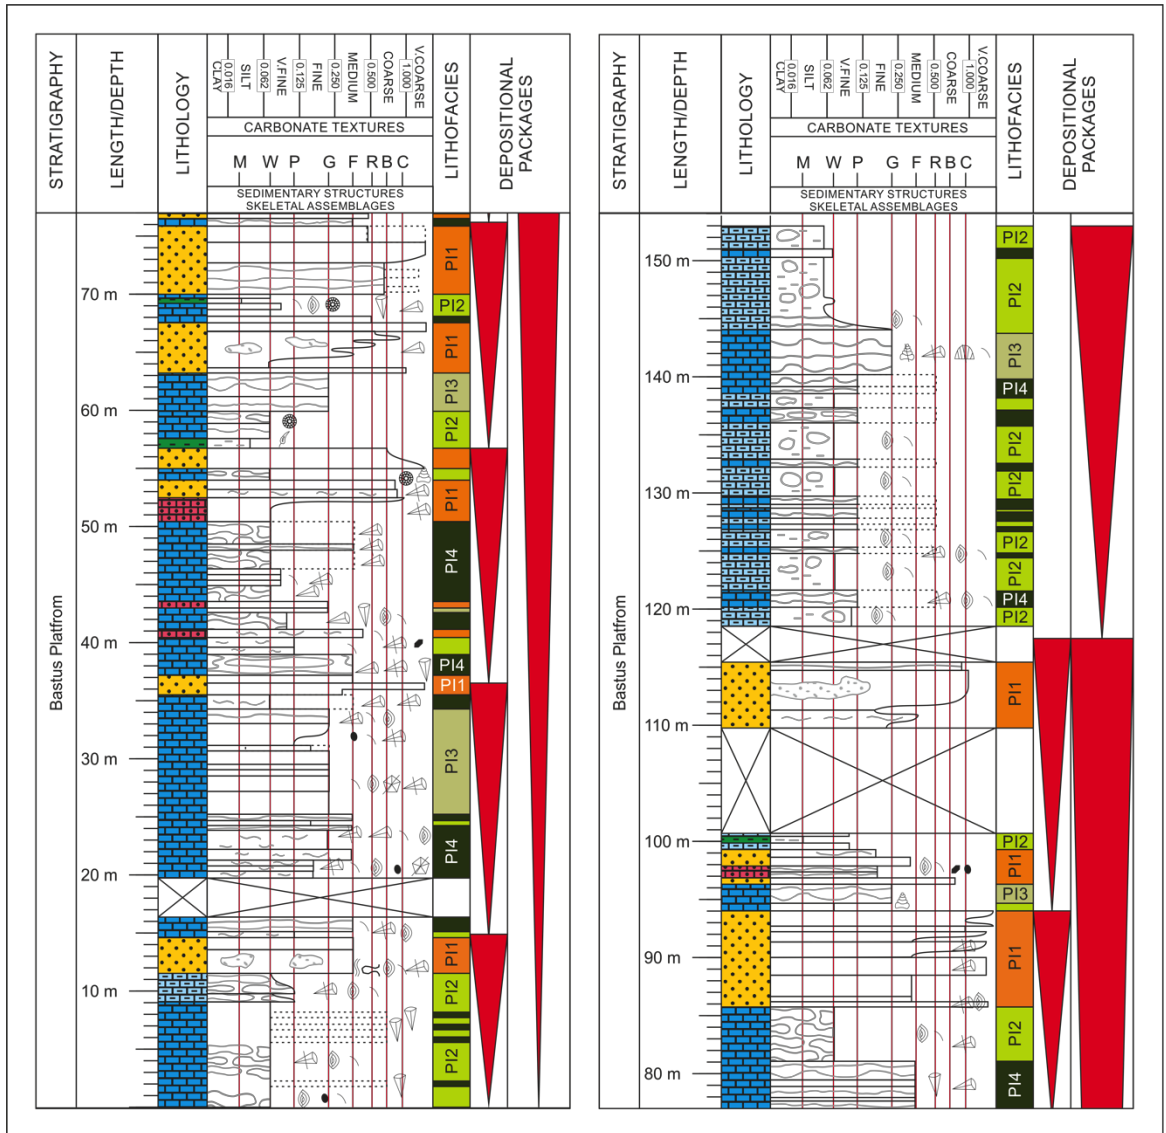 STRATIGRAPHY
LENGTH/DEPTH
LITHOLOGY
CLAY
0.016
SILT
0.062
V.FINE
0.125
FINE
0.250
MEDIUM
0.500
COARSE
1.000
V.COARSE
CARBONATE TEXTURES
M W P G F R B C
SEDIMENTARY STRUCTURES
SKELETAL ASSEMBLAGES
LITHOFACIES
DEPOSITIONAL
PACKAGES
Bastus Platfrom
70 m
60 m
50 m
40 m
30 m
20 m
10 m
PI1
PI2
PI1
PI3
PI2
PI1
PI4
PI4
PI1
PI3
PI4
PI1
PI2
PI2
STRATIGRAPHY
LENGTH/DEPTH
LITHOLOGY
CLAY
0.016
SILT
0.062
V.FINE
0.125
FINE
0.250
MEDIUM
0.500
COARSE
1.000
V.COARSE
CARBONATE TEXTURES
M W P G F R B C
SEDIMENTARY STRUCTURES
SKELETAL ASSEMBLAGES
LITHOFACIES
DEPOSITIONAL
PACKAGES
Bastus Platfrom
150 m
140 m
130 m
120 m
110 m
100 m
90 m
80 m
PI2
PI2
PI3
PI4
PI2
PI2
PI2
PI2
PI4
PI2
PI1
PI2
PI1
PI3
PI1
PI2
PI4